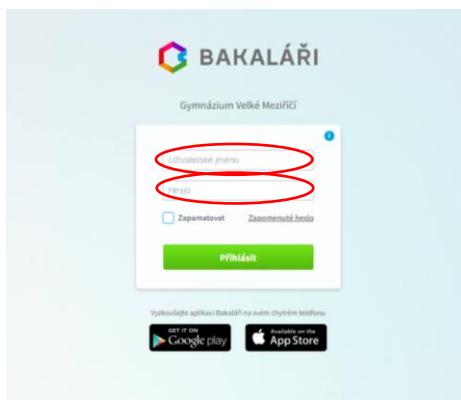 BAKALÁŘI
Gymnázium Velké Meziříčí
Uživatelské jméno
Heslo
Zapamatovat Zapomenuté heslo
Přihlásit
Vyzkoušejte aplikaci Bakaláři na svém chytrém telefonu
GET IT ON
Google play
Available on the
App Store